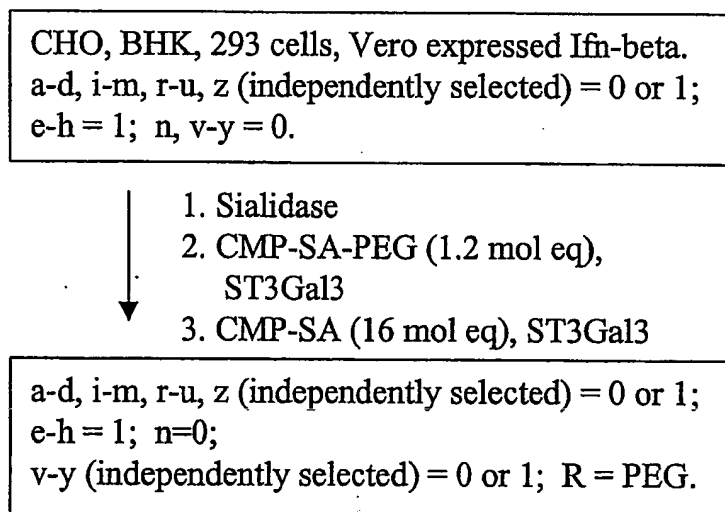 CHO, BHK, 293 cells, Vero expressed Ifn-beta.
a-d, i-m, r-u, z (independently selected) = 0 or 1;
e-h = 1; n, v-y = 0.
1. Sialidase
2. CMP-SA-PEG (1.2 mol eq),
ST3Gal3
3. CMP-SA (16 mol eq), ST3Gal3
a-d, i-m, r-u, z (independently selected) = 0 or 1;
e-h = 1; n=0;
v-y (independently selected) = 0 or 1; R = PEG.